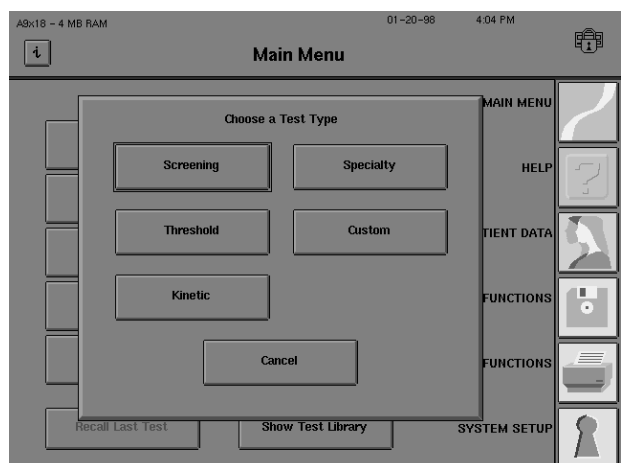 A9x18 – 4 MB RAM
01-20-98
4:04 PM
i
Main Menu
MAIN MENU
Choose a Test Type
Screening
Specialty
HELP
?
Threshold
Custom
TIENT DATA
Kinetic
FUNCTIONS
Cancel
FUNCTIONS
Recall Last Test
Show Test Library
SYSTEM SETUP